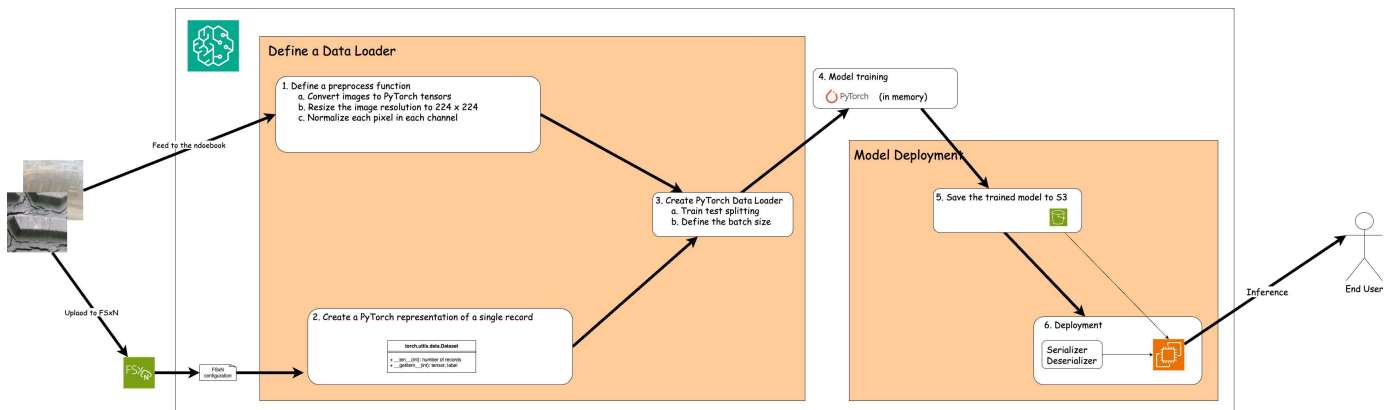 Define a Data Loader
1. Define a preprocess function
a. Convert images to PyTorch tensors
b. Resize the image resolution to 224 x 224
c. Normalize each pixel in each channel
4. Model training
PyTorch (in memory)
Feed to the ndoebook
Model Deployment
3. Create PyTorch Data Loader
a. Train test splitting
b. Define the batch size
5. Save the trained model to S3
Uplaod to FSxN
2. Create a PyTorch representation of a single record
torch.utils.data.Dataset
+ __len__(int): number of records
+ __getitem__(int): tensor, label
Inference
End User
6. Deployment
Serializer
Deserializer
FSxN
FSxN
configuration